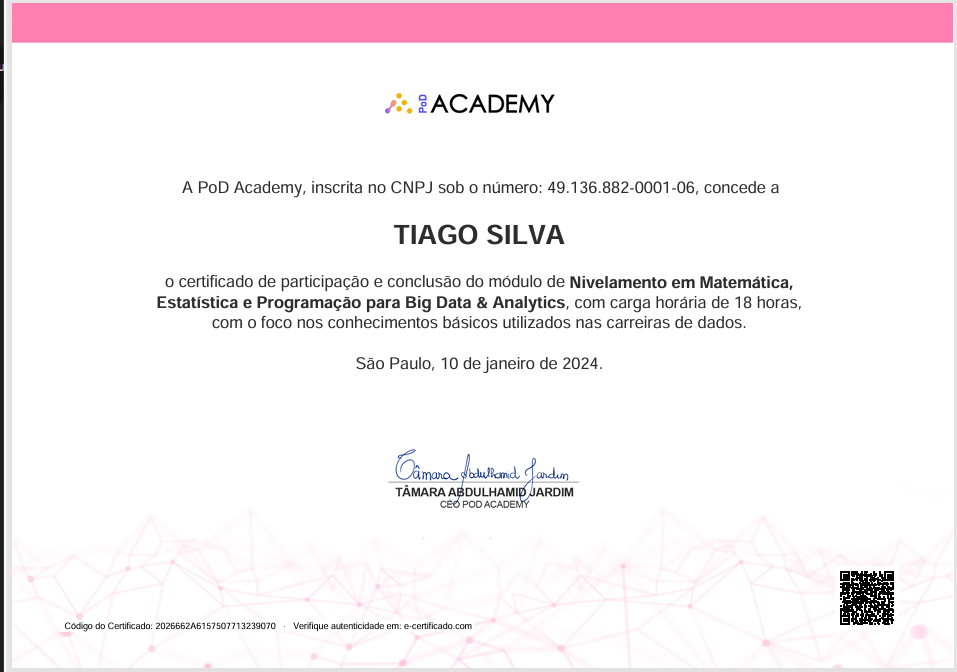 PoD ACADEMY
A PoD Academy, inscrita no CNPJ sob o número: 49.136.882-0001-06, concede a
TIAGO SILVA
o certificado de participação e conclusão do módulo de Nivelamento em Matemática,
Estatística e Programação para Big Data & Analytics, com carga horária de 18 horas,
com o foco nos conhecimentos básicos utilizados nas carreiras de dados.
São Paulo, 10 de janeiro de 2024.
Tâmara Abdulhamid Jardim
TÂMARA ABDULHAMID JARDIM
CEO POD ACADEMY
Código do Certificado: 2026662A6157507713239070 · Verifique autenticidade em: e-certificado.com